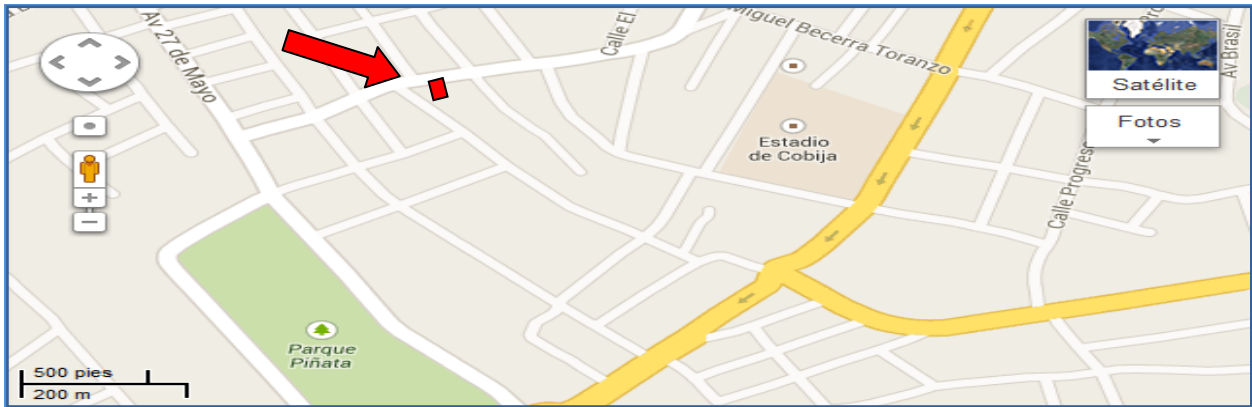 Av 27 de Mayo
Calle El
Miguel Becerra Toranzo
Av Brasil
Satélite
Fotos
Estadio
de Cobija
Calle Progreso
Parque
Piñata
500 pies
200 m